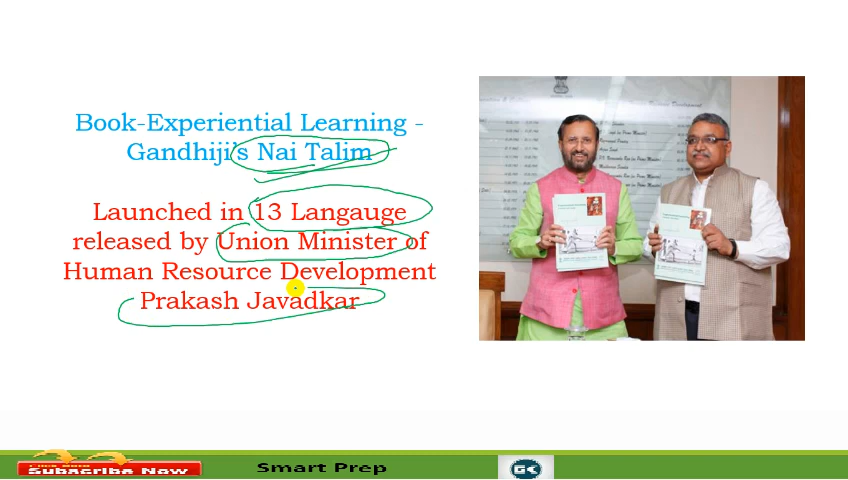 Book-Experiential Learning -
Gandhiji's Nai Talim
Launched in 13 Langauge
released by Union Minister of
Human Resource Development
Prakash Javadkar
Subscribe Now
Smart Prep
GK